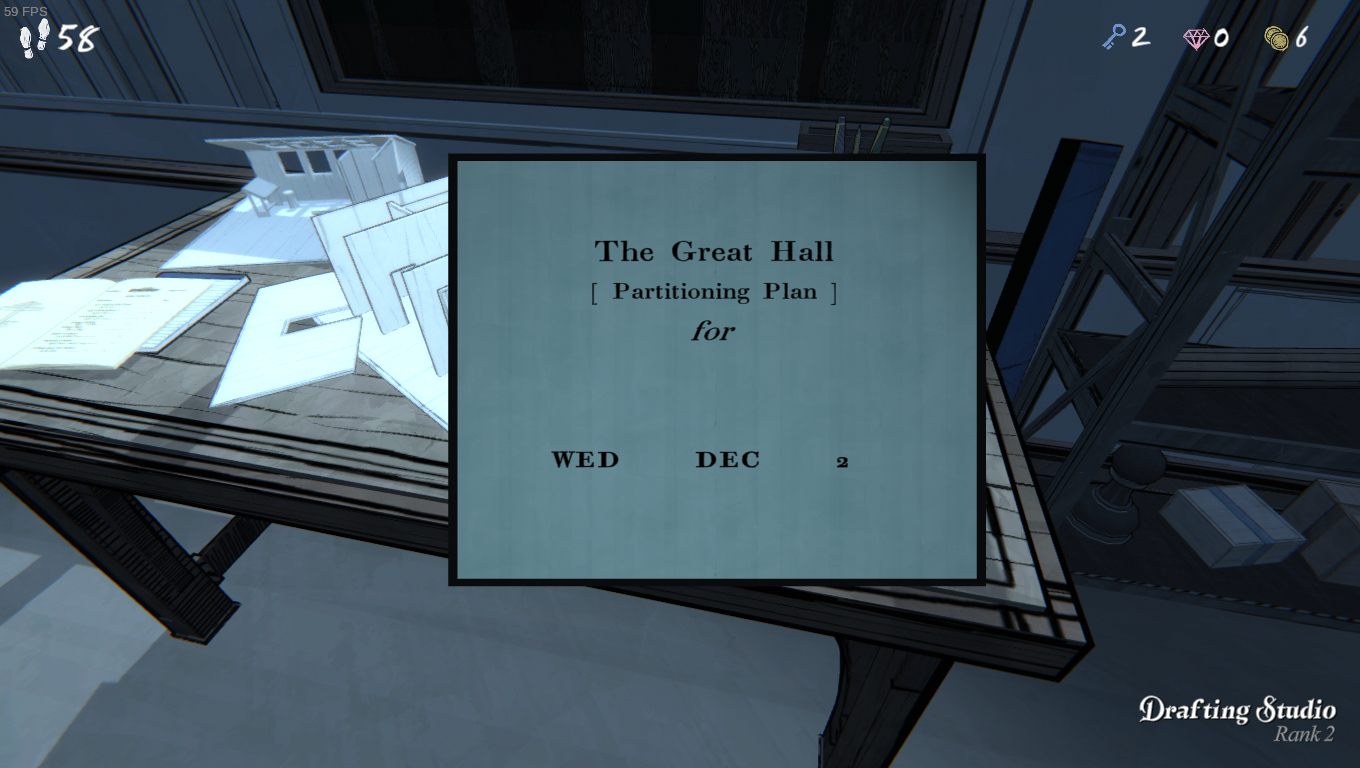 59 FPS
58
2
0
6
The Great Hall
[ Partitioning Plan ]
for
WED DEC 2
Drafting Studio
Rank 2